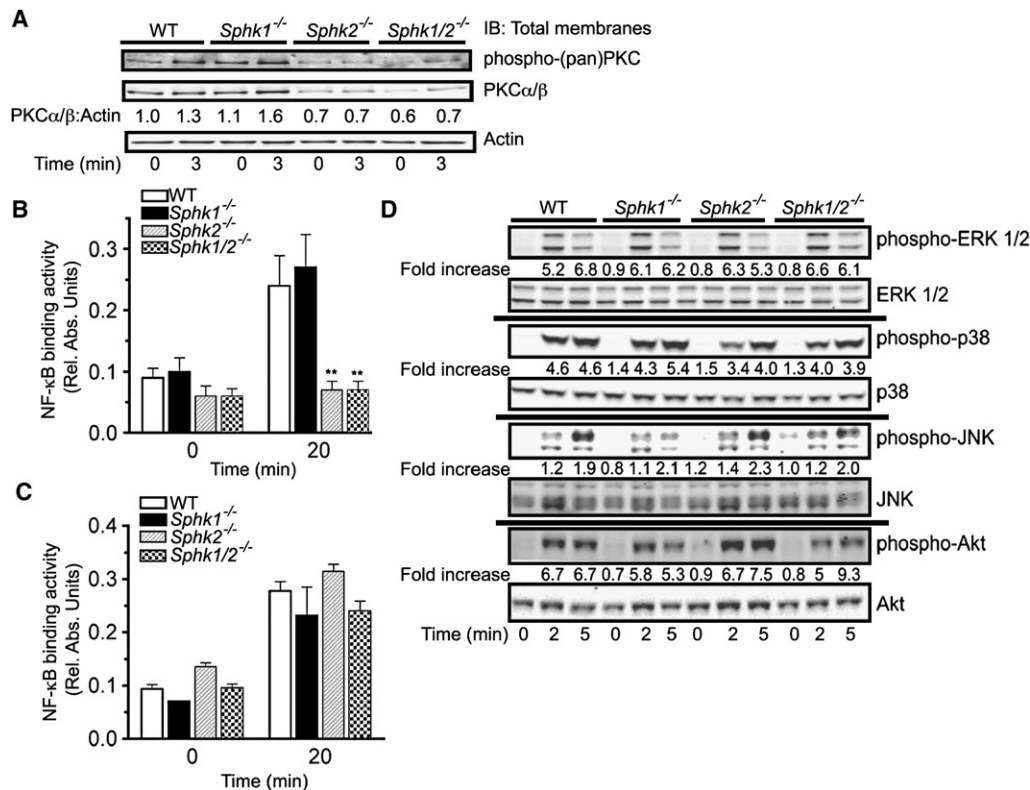 A
WT Sphk1-/- Sphk2-/- Sphk1/2-/- IB: Total membranes
phospho-(pan)PKC
PKCα/β
PKCα/β:Actin 1.0 1.3 1.1 1.6 0.7 0.7 0.6 0.7
Actin
Time (min) 0 3 0 3 0 3 0 3
B
WT
Sphk1-/-
Sphk2-/-
Sphk1/2-/-
NF-κB binding activity
(Rel. Abs. Units)
0.3
0.2
0.1
0.0
** **
0 20
Time (min)
C
WT
Sphk1-/-
Sphk2-/-
Sphk1/2-/-
NF-κB binding activity
(Rel. Abs. Units)
0.4
0.3
0.2
0.1
0.0
0 20
Time (min)
D
WT Sphk1-/- Sphk2-/- Sphk1/2-/-
phospho-ERK 1/2
Fold increase 5.2 6.8 0.9 6.1 6.2 0.8 6.3 5.3 0.8 6.6 6.1
ERK 1/2
phospho-p38
Fold increase 4.6 4.6 1.4 4.3 5.4 1.5 3.4 4.0 1.3 4.0 3.9
p38
phospho-JNK
Fold increase 1.2 1.9 0.8 1.1 2.1 1.2 1.4 2.3 1.0 1.2 2.0
JNK
phospho-Akt
Fold increase 6.7 6.7 0.7 5.8 5.3 0.9 6.7 7.5 0.8 5 9.3
Akt
Time (min) 0 2 5 0 2 5 0 2 5 0 2 5